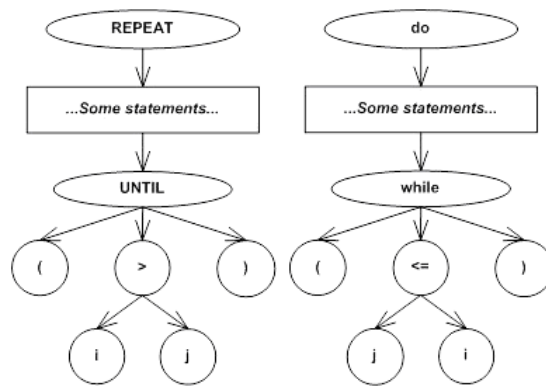 REPEAT
...Some statements...
UNTIL
( > )
i j
do
...Some statements...
while
( <= )
j i